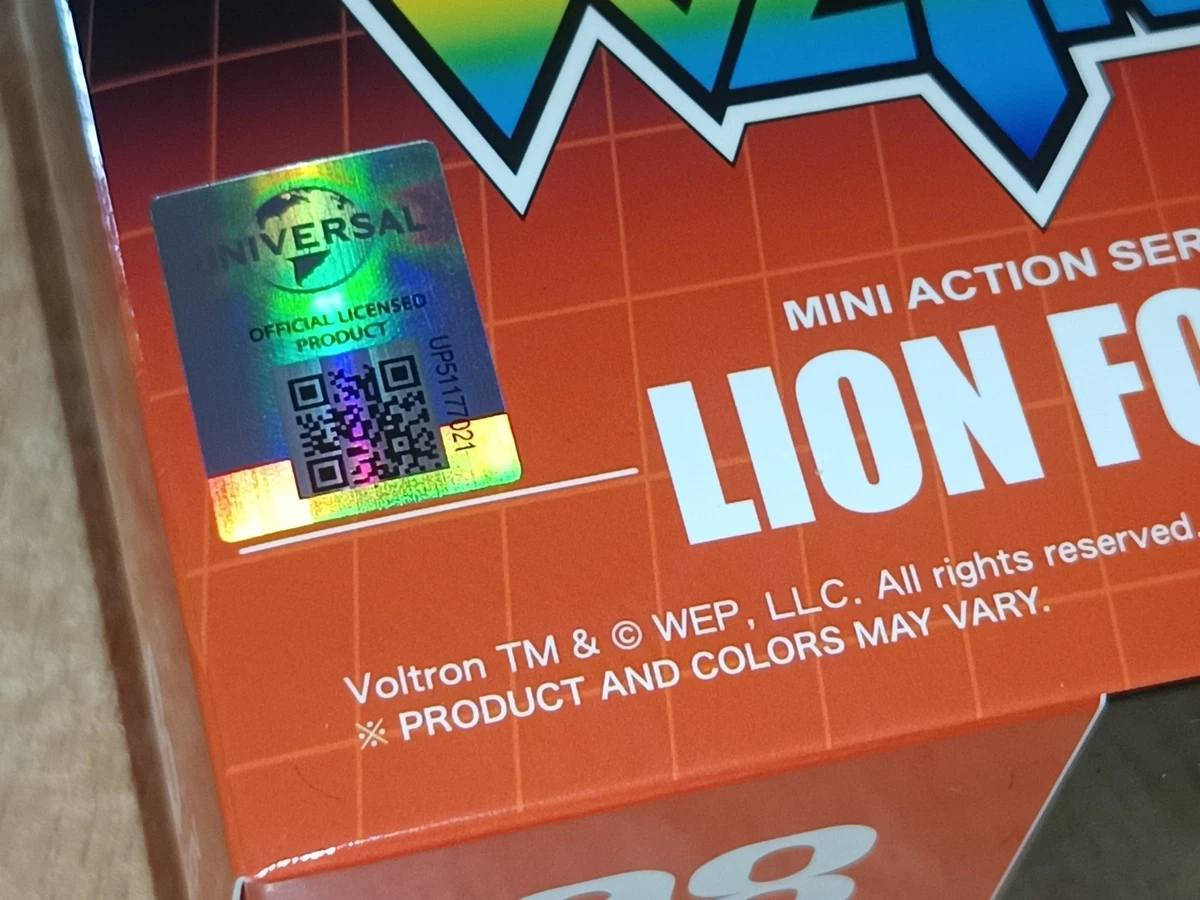 UNIVERSAL
OFFICIAL LICENSED
PRODUCT
UP51177021
MINI ACTION SER
LION FO
Voltron TM & © WEP, LLC. All rights reserved.
※ PRODUCT AND COLORS MAY VARY.